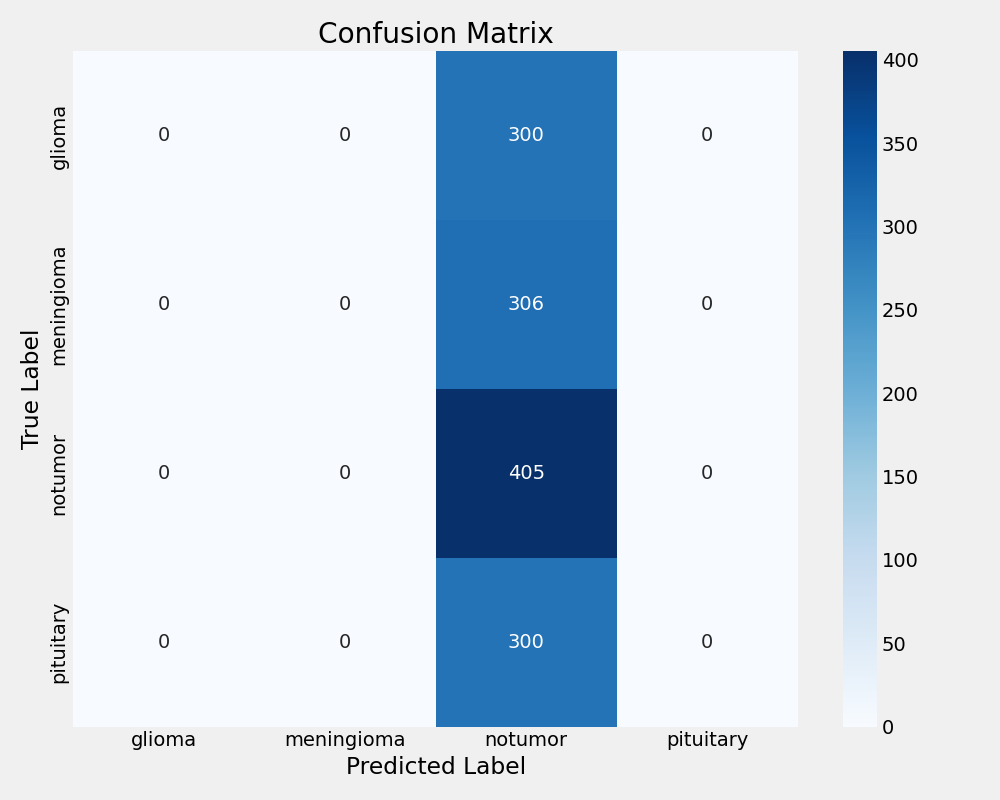 Confusion Matrix
True Label
glioma 0 0 300 0
meningioma 0 0 306 0
notumor 0 0 405 0
pituitary 0 0 300 0
glioma meningioma notumor pituitary
Predicted Label
400
350
300
250
200
150
100
50
0